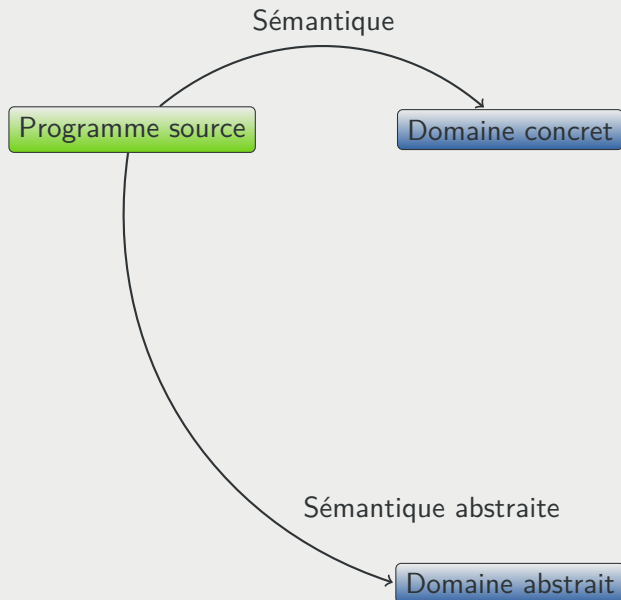 Sémantique
Programme source
Domaine concret
Sémantique abstraite
Domaine abstrait